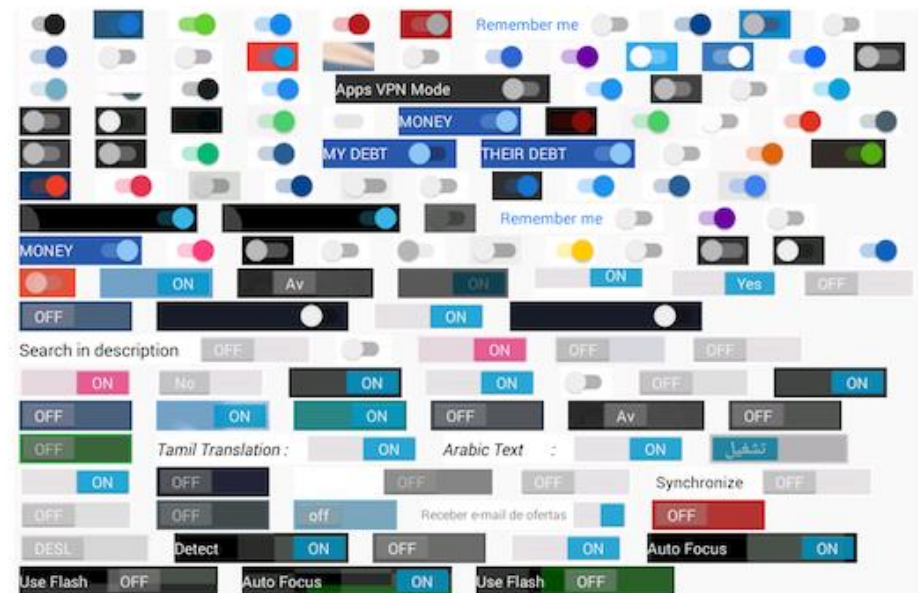 Remember me
Apps VPN Mode
MONEY
MY DEBT THEIR DEBT
Remember me
MONEY
ON Av ON ON Yes OFF
OFF ON
Search in description OFF ON OFF OFF
ON No ON ON OFF ON
OFF ON ON OFF Av OFF
OFF Tamil Translation : ON Arabic Text : ON تشغيل
ON OFF OFF OFF Synchronize OFF
OFF OFF off Receber e-mail de ofertas OFF
DESL Detect ON OFF ON Auto Focus ON
Use Flash OFF Auto Focus ON Use Flash OFF